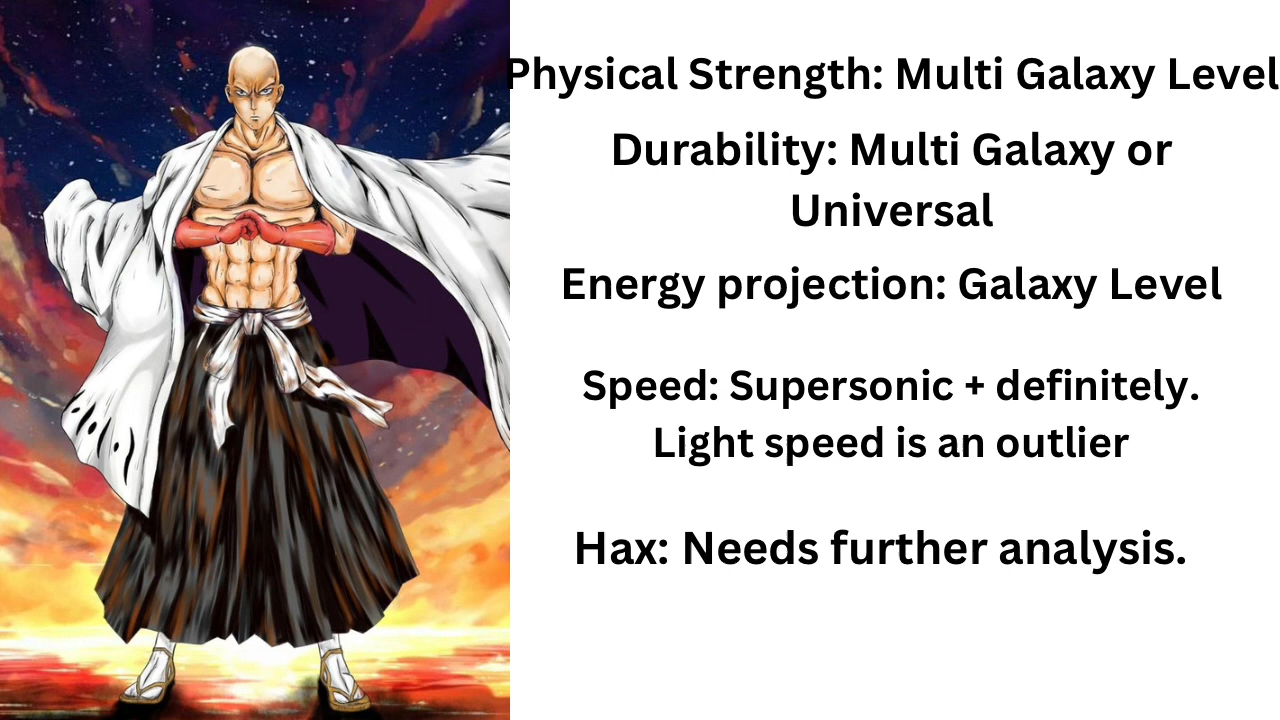 Physical Strength: Multi Galaxy Level
Durability: Multi Galaxy or
Universal
Energy projection: Galaxy Level
Speed: Supersonic + definitely.
Light speed is an outlier
Hax: Needs further analysis.